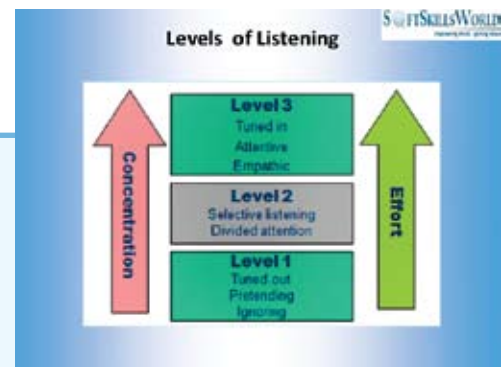 SOFTSKILLSWORLD
Levels of Listening
Level 3
Tuned in
Attentive
Empathic
Concentration
Effort
Level 2
Selective listening
Divided attention
Level 1
Tuned out
Pretending
Ignoring